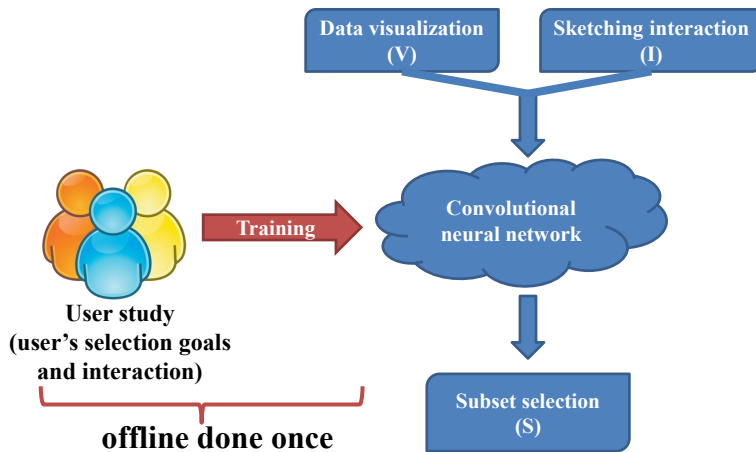 Data visualization
(V)
Sketching interaction
(I)
Convolutional
neural network
Training
User study
(user’s selection goals
and interaction)
offline done once
Subset selection
(S)